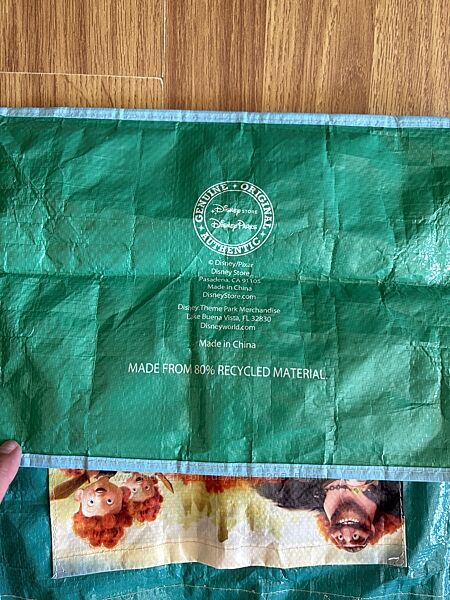 GENUINE • ORIGINAL
Disney STORE
Disney PARKS
AUTHENTIC
© Disney/Pixar
Disney Store
Pasadena, CA 91105
Made in China
DisneyStore.com
Disney Theme Park Merchandise
Lake Buena Vista, FL 32830
Disneyworld.com
Made in China
MADE FROM 80% RECYCLED MATERIAL.